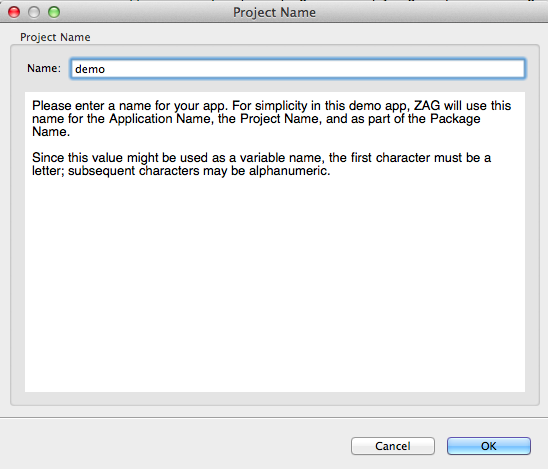 Project Name
Project Name
Name: demo
Please enter a name for your app. For simplicity in this demo app, ZAG will use this
name for the Application Name, the Project Name, and as part of the Package
Name.
Since this value might be used as a variable name, the first character must be a
letter; subsequent characters may be alphanumeric.
Cancel OK